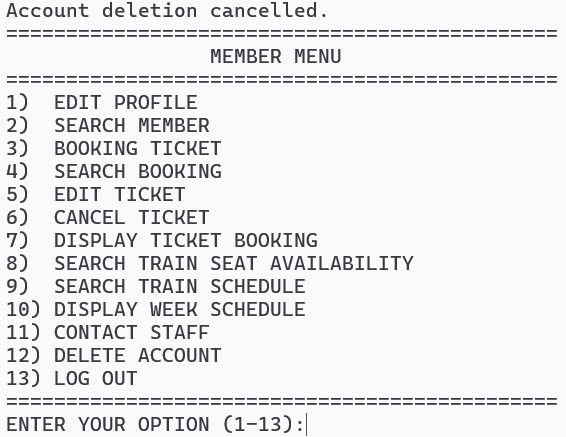 Account deletion cancelled.
==============================================
MEMBER MENU
==============================================
1)  EDIT PROFILE
2)  SEARCH MEMBER
3)  BOOKING TICKET
4)  SEARCH BOOKING
5)  EDIT TICKET
6)  CANCEL TICKET
7)  DISPLAY TICKET BOOKING
8)  SEARCH TRAIN SEAT AVAILABILITY
9)  SEARCH TRAIN SCHEDULE
10) DISPLAY WEEK SCHEDULE
11) CONTACT STAFF
12) DELETE ACCOUNT
13) LOG OUT
==============================================
ENTER YOUR OPTION (1-13):